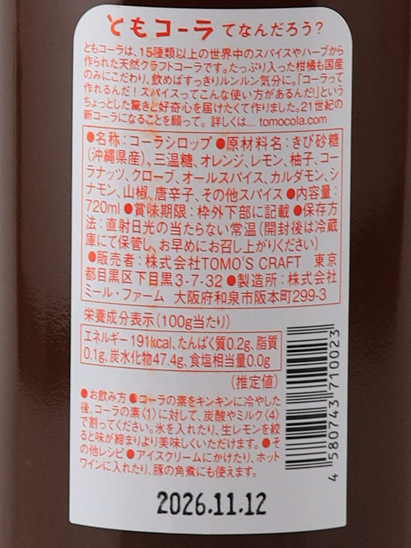 ともコーラ てなんだろう?
ともコーラは、15種類以上の世界中のスパイスやハーブから
作られた天然クラフトコーラです。たっぷり入った柑橘も国産
のみにこだわり、飲めばすっきりルンルン気分に。「コーラって
作れるんだ!スパイスってこんな使い方があるんだ!」という
ちょっとした驚きと好奇心を届けたくて作りました。21世紀の
新コーラになることを願って。詳しくは…tomocola.com
●名称:コーラシロップ ●原材料名:きび砂糖
(沖縄県産)、三温糖、オレンジ、レモン、柚子、コー
ラナッツ、クローブ、オールスパイス、カルダモン、シ
ナモン、山椒、唐辛子、その他スパイス ●内容量:
720ml ●賞味期限:枠外下部に記載 ●保存方
法:直射日光の当たらない常温(開封後は冷蔵
庫にて保管し、お早めにお召し上がりください)
●販売者:株式会社TOMO'S CRAFT 東京
都目黒区下目黒3-7-32 ●製造所:株式会社
ミール・ファーム 大阪府和泉市阪本町299-3
栄養成分表示(100g当たり)
エネルギー191kcal、たんぱく質0.2g、脂質
0.1g、炭水化物47.4g、食塩相当量0.0g
(推定値)
●お飲み方 ●コーラの素をキンキンに冷やした
後、コーラの素(1)に対して、炭酸やミルク(4)
で割ってください。氷を入れたり、生レモンを絞
ると味が締まりより美味しくいただけます。●そ
の他レシピ ●アイスクリームにかけたり、ホット
ワインに入れたり、豚の角煮にも使えます。
4 580743 710023
2026.11.12